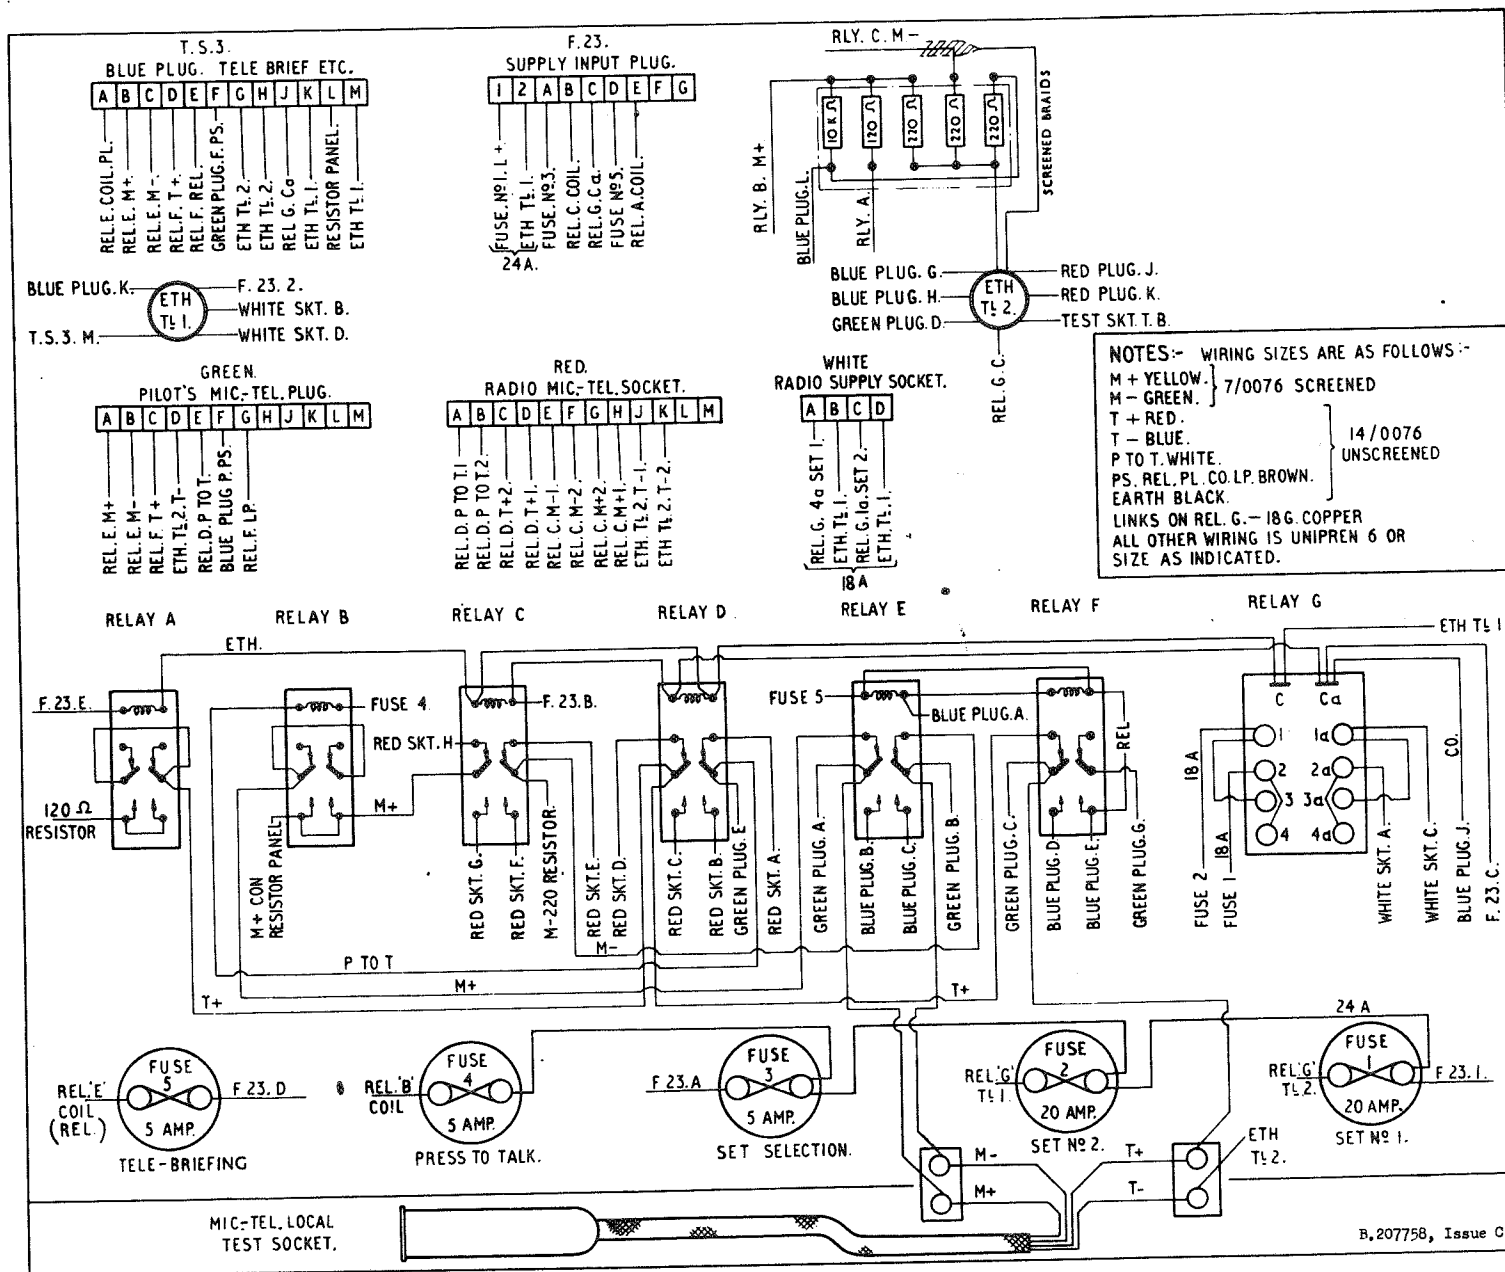 T.S.3.
BLUE PLUG. TELE BRIEF ETC.
A B C D E F G H J K L M
REL.E.COIL.PL.
REL.E. M+.
REL.E. M-.
REL.F. T+.
REL.F. REL.
GREEN PLUG.F.PS.
ETH TL.2.
ETH TL.2.
REL G. Ca
ETH TL.1.
RESISTOR PANEL.
ETH TL.1.
F.23.
SUPPLY INPUT PLUG.
1 2 A B C D E F G
FUSE.Nº1. L+.
ETH TL.1.
FUSE.Nº3.
REL.C.COIL.
REL.G.Ca.
FUSE Nº5.
REL.A.COIL.
24A.
RLY. C. M-
SCREENED BRAIDS
10K Ω
120 Ω
220 Ω
220 Ω
220 Ω
RLY. B. M+
BLUE PLUG.L.
RLY. A.
BLUE PLUG.K.
ETH
TL 1.
F. 23. 2.
WHITE SKT. B.
T.S.3. M.
WHITE SKT. D.
BLUE PLUG. G.
BLUE PLUG. H.
GREEN PLUG.D.
ETH
TL 2.
RED PLUG. J.
RED PLUG. K.
TEST SKT. T. B.
REL. G. C.
NOTES:- WIRING SIZES ARE AS FOLLOWS:-
M + YELLOW.
M - GREEN.
7/0076 SCREENED
T + RED.
T - BLUE.
P TO T. WHITE.
PS. REL. PL. CO. LP. BROWN.
EARTH BLACK.
14/0076
UNSCREENED
LINKS ON REL. G.- 18G. COPPER
ALL OTHER WIRING IS UNIPREN 6 OR
SIZE AS INDICATED.
GREEN.
PILOT'S MIC-TEL. PLUG.
A B C D E F G H J K L M
REL.E. M+
REL.E. M-
REL.F. T+
ETH.TL.2.T-
REL.D.P TO T.
BLUE PLUG P.PS.
REL.F. LP.
RED.
RADIO MIC-TEL.SOCKET.
A B C D E F G H J K L M
REL.D. P TO T.1
REL.D. P TO T.2.
REL.D.T+2.
REL.D.T+1.
REL.C.M-1.
REL.C.M-2.
REL.C.M+2.
REL.C.M+1.
ETH. TL.2.T-1.
ETH TL.2.T-2.
WHITE
RADIO SUPPLY SOCKET.
A B C D
REL.G. 4a SET 1.
ETH. TL.1.
REL.G.1a.SET 2.
ETH. TL.1.
18A
RELAY A
RELAY B
RELAY C
RELAY D
RELAY E
RELAY F
RELAY G
ETH.
ETH TL 1
F. 23.E.
FUSE 4.
F. 23.B.
FUSE 5
BLUE PLUG.A.
REL
RED SKT. H
120 Ω
RESISTOR
M+
C Ca
1 1a
2 2a
3 3a
4 4a
18 A
18 A
CO.
FUSE 2
FUSE 1
WHITE SKT. A.
WHITE SKT. C.
BLUE PLUG.J.
F. 23.C.
M+ CON
RESISTOR PANEL.
RED SKT. G.
RED SKT. F.
M-220 RESISTOR.
RED SKT.E.
RED SKT.D.
RED SKT. C.
RED SKT. B.
GREEN PLUG.E
RED SKT. A.
GREEN PLUG.A.
BLUE PLUG.B.
BLUE PLUG.C.
GREEN PLUG.B.
GREEN PLUG.C.
BLUE PLUG.D.
BLUE PLUG.E.
GREEN PLUG.G.
M-
P TO T
M+
T+
T+
24 A
REL.'E'
COIL
(REL.)
FUSE
5
5 AMP.
F 23. D
TELE-BRIEFING
REL.'B'
COIL
FUSE
4
5 AMP.
PRESS TO TALK.
F 23.A
FUSE
3
5 AMP.
SET SELECTION.
REL.'G'
TL 1.
FUSE
2
20 AMP.
SET Nº 2.
REL.'G'
TL 2.
FUSE
1
20 AMP.
F 23.1.
SET Nº 1.
M-
M+
T+
T-
ETH
TL 2.
MIC-TEL. LOCAL
TEST SOCKET.
B.207758, Issue C